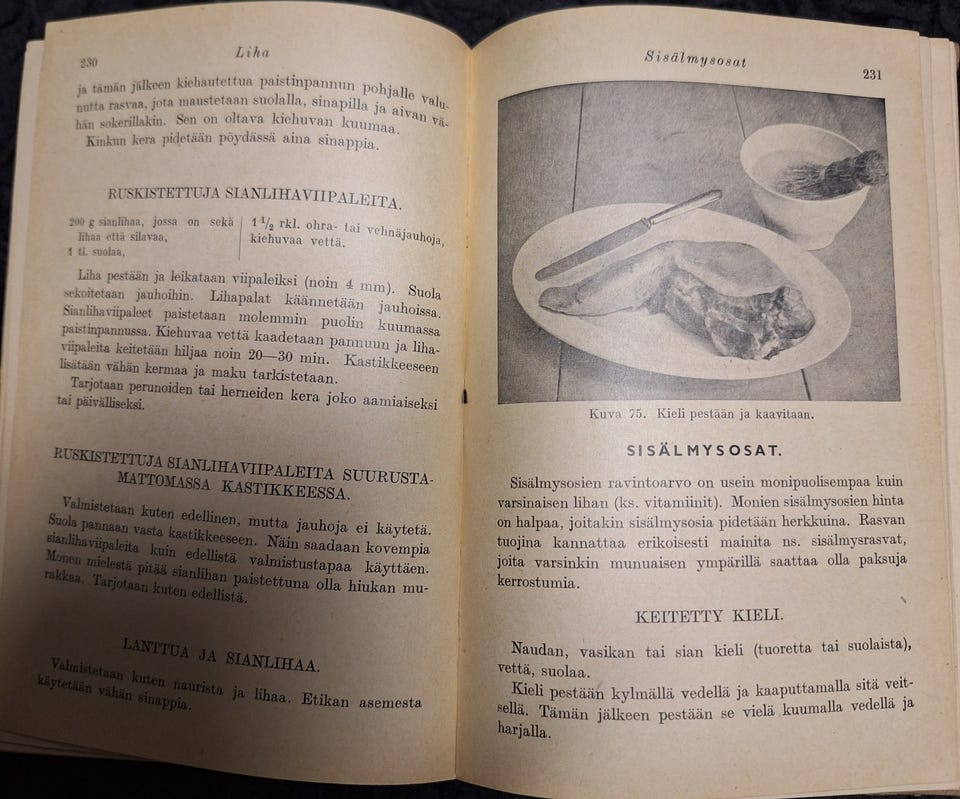 230
Liha
ja tämän jälkeen kiehautettua paistinpannun pohjalle valu-
nutta rasvaa, jota maustetaan suolalla, sinapilla ja aivan vä-
hän sokerillakin. Sen on oltava kiehuvan kuumaa.
Kinkun kera pidetään pöydässä aina sinappia.
RUSKISTETTUJA SIANLIHAVIIPALEITA.
200 g sianlihaa, jossa on sekä
lihaa että silavaa,
1 tl. suolaa,
1 1/2 rkl. ohra- tai vehnäjauhoja,
kiehuvaa vettä.
Liha pestään ja leikataan viipaleiksi (noin 4 mm). Suola
sekoitetaan jauhoihin. Lihapalat käännetään jauhoissa.
Sianlihaviipaleet paistetaan molemmin puolin kuumassa
paistinpannussa. Kiehuvaa vettä kaadetaan pannuun ja liha-
viipaleita keitetään hiljaa noin 20—30 min. Kastikkeeseen
lisätään vähän kermaa ja maku tarkistetaan.
Tarjotaan perunoiden tai herneiden kera joko aamiaiseksi
tai päivälliseksi.
RUSKISTETTUJA SIANLIHAVIIPALEITA SUURUSTA-
MATTOMASSA KASTIKKEESSA.
Valmistetaan kuten edellinen, mutta jauhoja ei käytetä.
Suola pannaan vasta kastikkeeseen. Näin saadaan kovempia
sianlihaviipaleita kuin edellistä valmistustapaa käyttäen.
Monen mielestä pitää sianlihan paistettuna olla hiukan mu-
rakkaa. Tarjotaan kuten edellistä.
LANTTUA JA SIANLIHAA.
Valmistetaan kuten naurista ja lihaa. Etikan asemesta
käytetään vähän sinappia.
Sisälmysosat
231
Kuva 75. Kieli pestään ja kaavitaan.
SISÄLMYSOSAT.
Sisälmysosien ravintoarvo on usein monipuolisempaa kuin
varsinaisen lihan (ks. vitamiinit). Monien sisälmysosien hinta
on halpaa, joitakin sisälmysosia pidetään herkkuina. Rasvan
tuojina kannattaa erikoisesti mainita ns. sisälmysrasvat,
joita varsinkin munuaisen ympärillä saattaa olla paksuja
kerrostumia.
KEITETTY KIELI.
Naudan, vasikan tai sian kieli (tuoretta tai suolaista),
vettä, suolaa.
Kieli pestään kylmällä vedellä ja kaaputtamalla sitä veit-
sellä. Tämän jälkeen pestään se vielä kuumalla vedellä ja
harjalla.